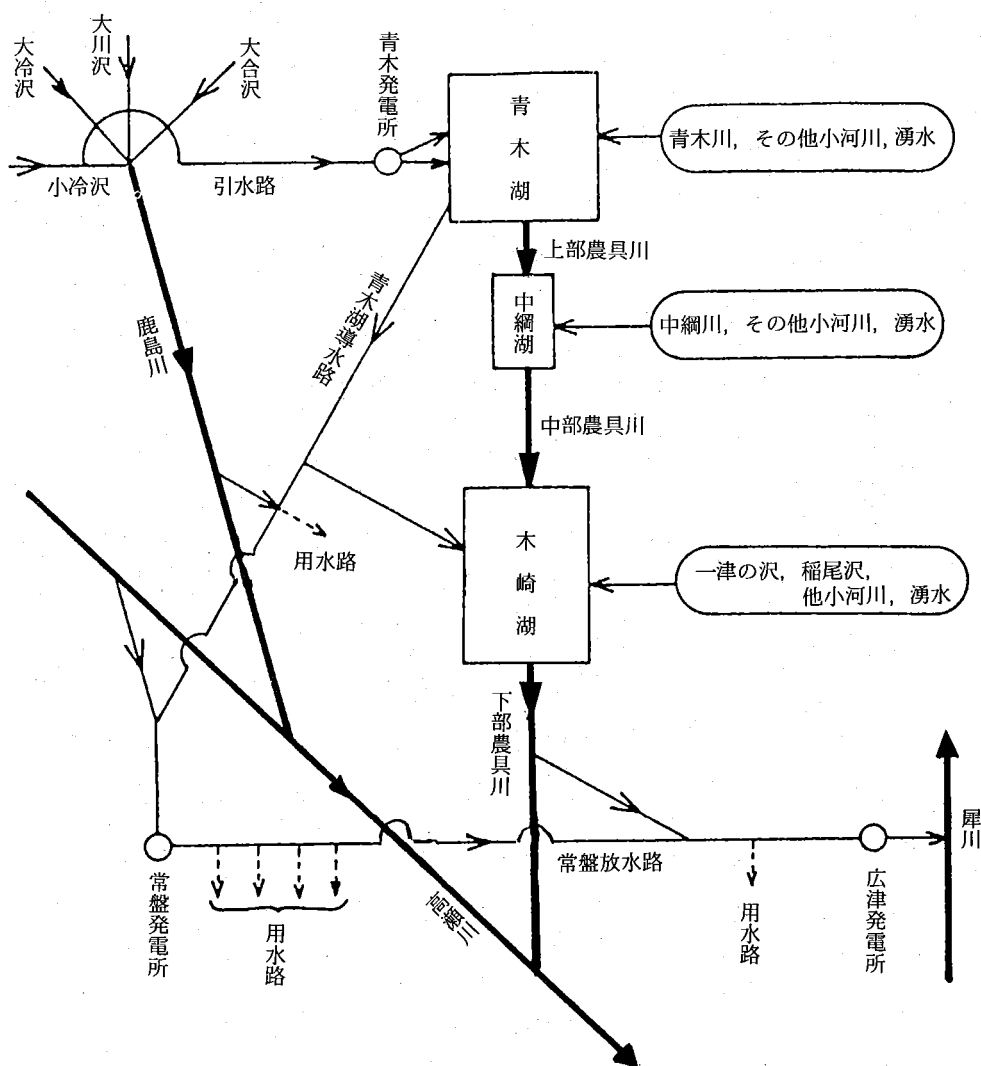 大冷沢
大川沢
大合沢
小冷沢
引水路
青木発電所
青木湖
青木川，その他小河川，湧水
上部農具川
中綱湖
中綱川，その他小河川，湧水
青木湖導水路
鹿島川
中部農具川
用水路
木崎湖
一津の沢，稲尾沢，
他小河川，湧水
下部農具川
常盤発電所
用水路
高瀬川
常盤放水路
用水路
広津発電所
犀川